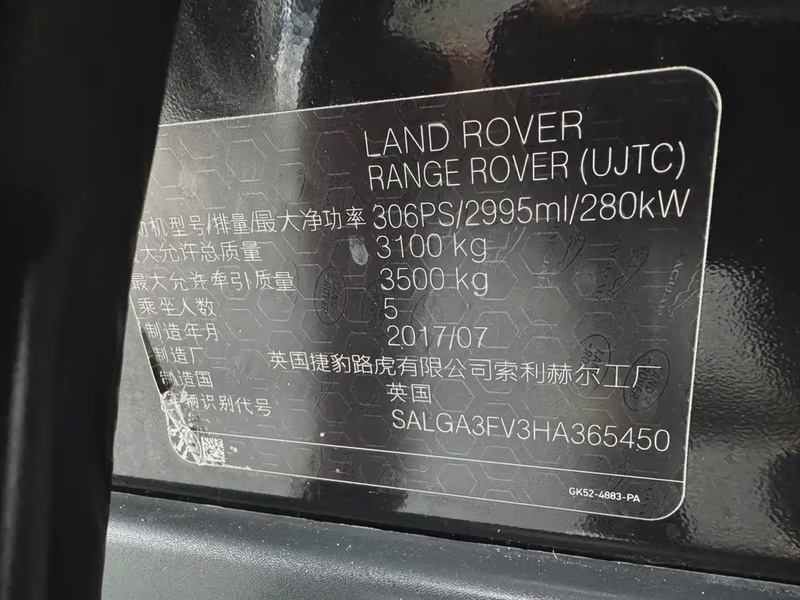 LAND ROVER
RANGE ROVER (UJTC)
机型号/排量/最大净功率 306PS/2995ml/280kW
大允许总质量 3100 kg
最大允许牵引质量 3500 kg
乘坐人数 5
制造年月 2017/07
制造厂 英国捷豹路虎有限公司索利赫尔工厂
制造国 英国
车辆识别代号 SALGA3FV3HA365450
GK52-4883-PA